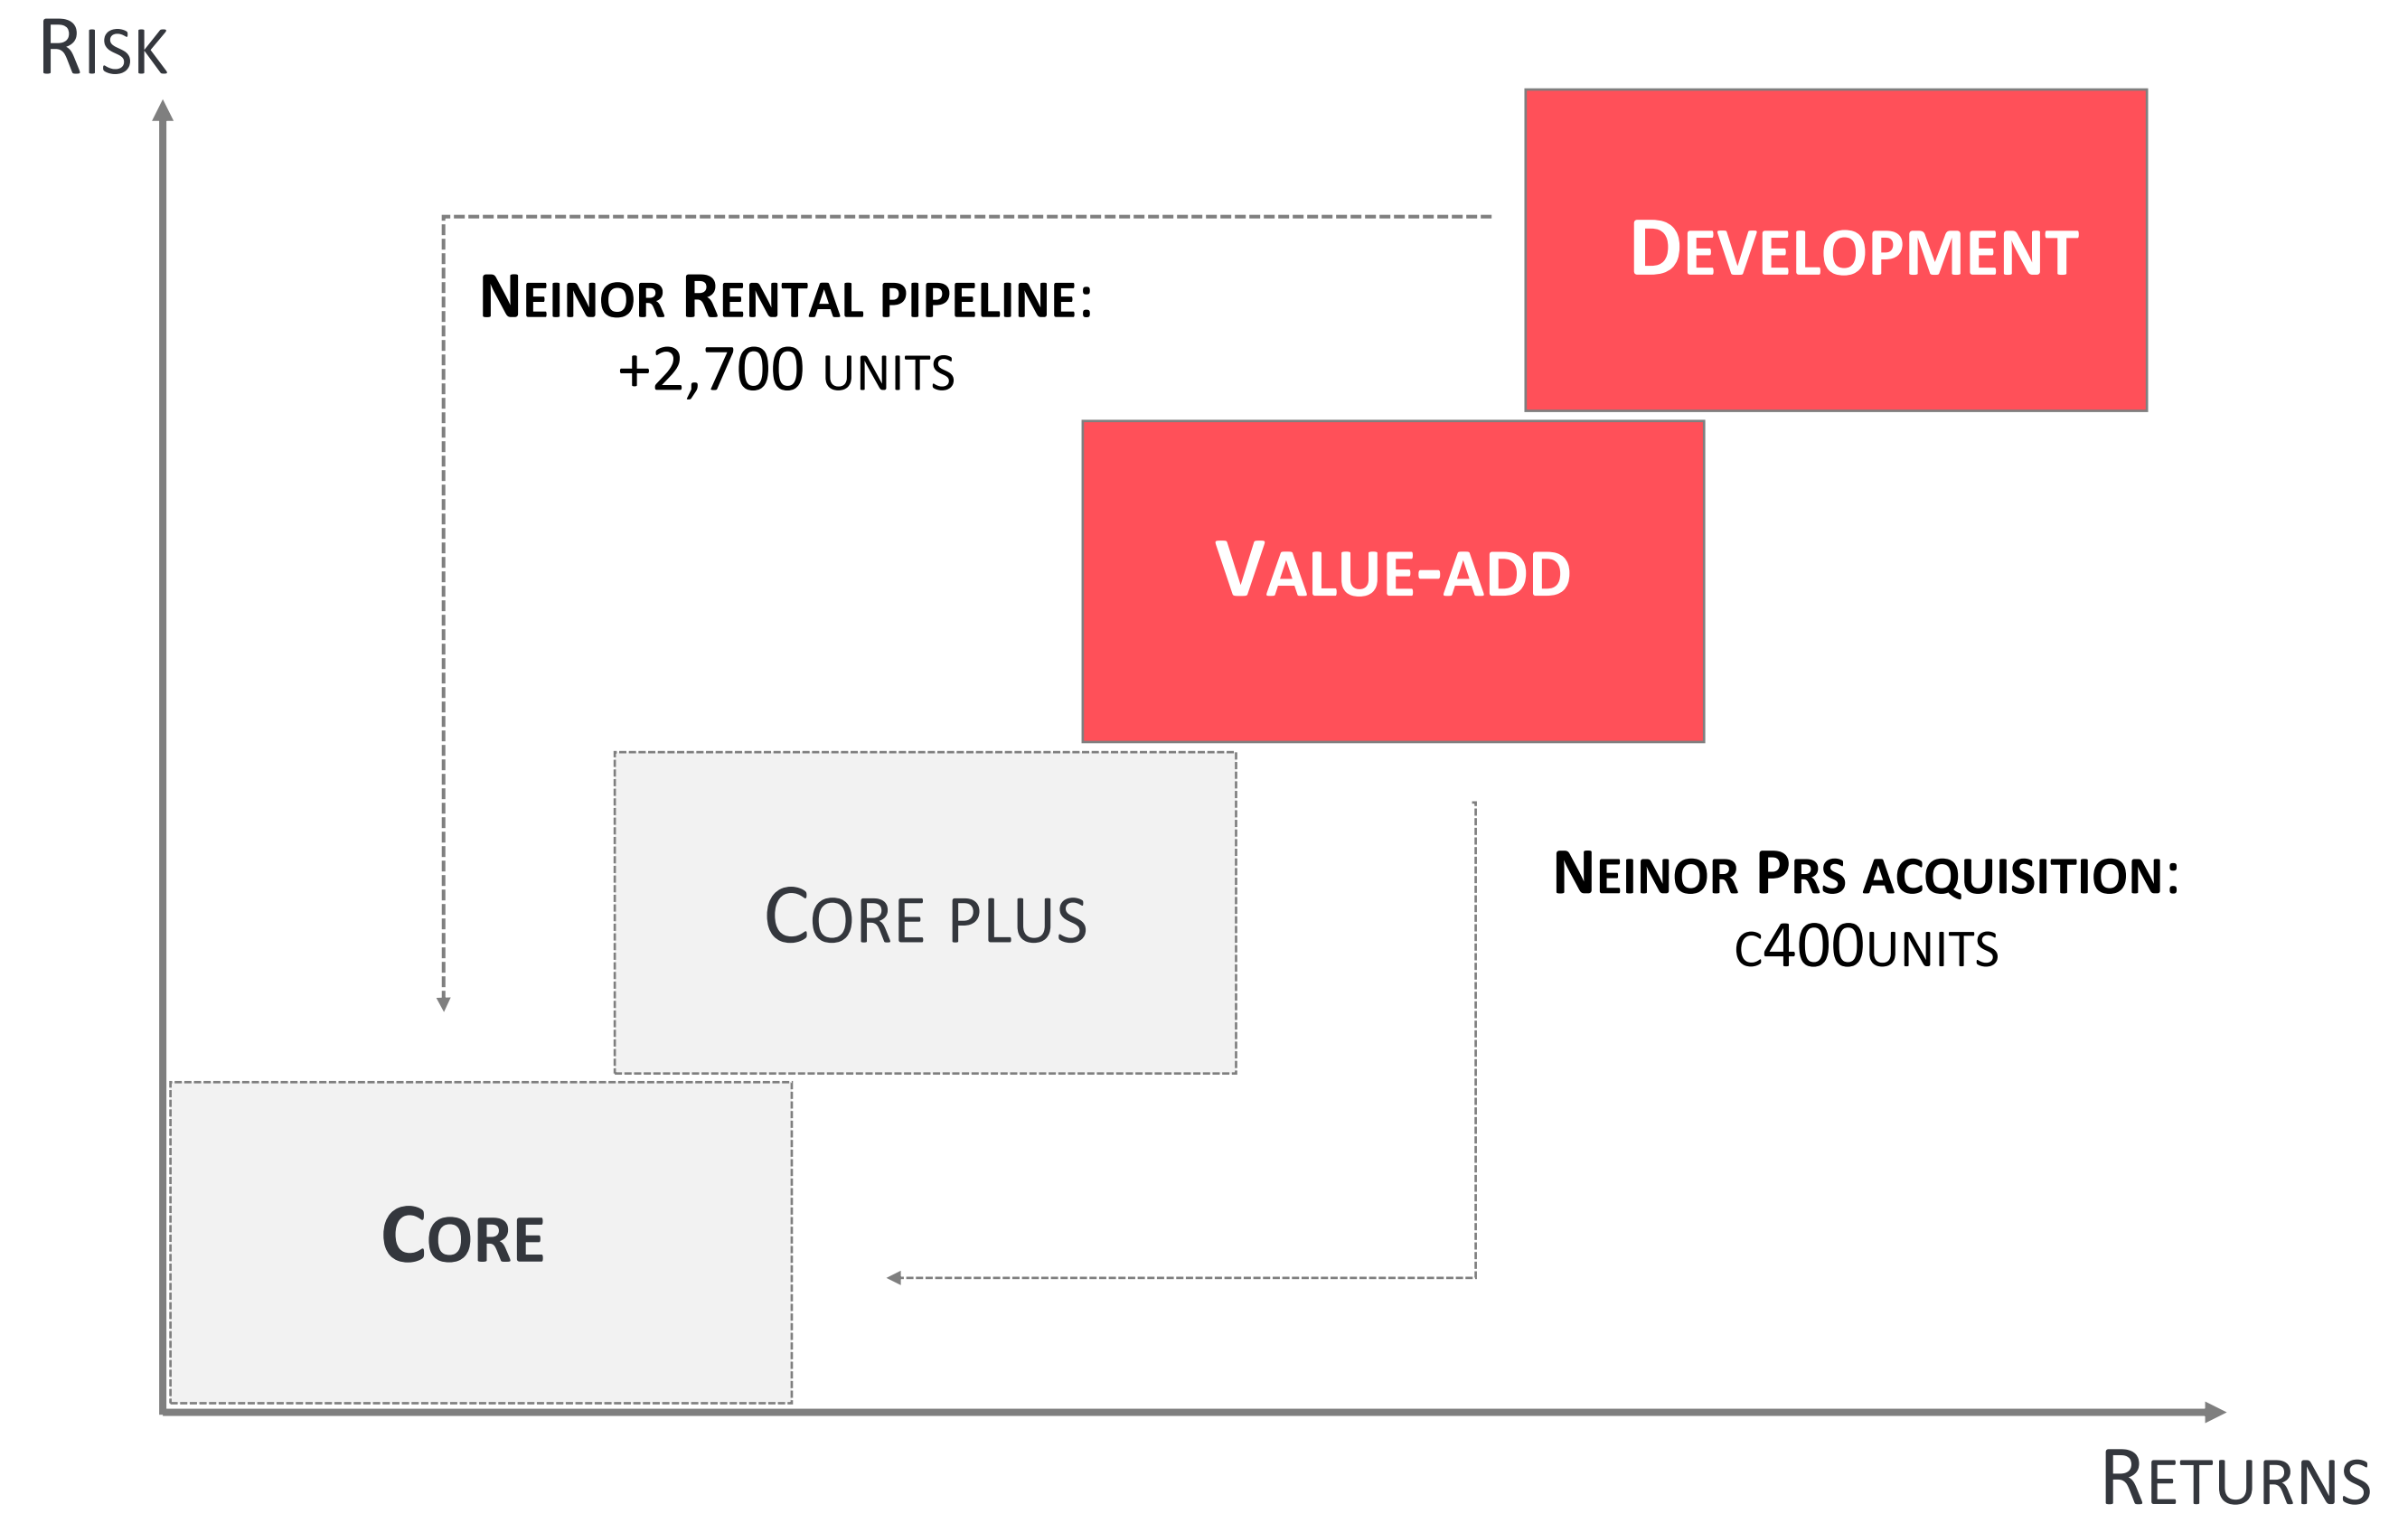 Risk
Development
Neinor Rental pipeline:
+2,700 units
Value-add
Core plus
Neinor Prs acquisition:
c400units
Core
Returns